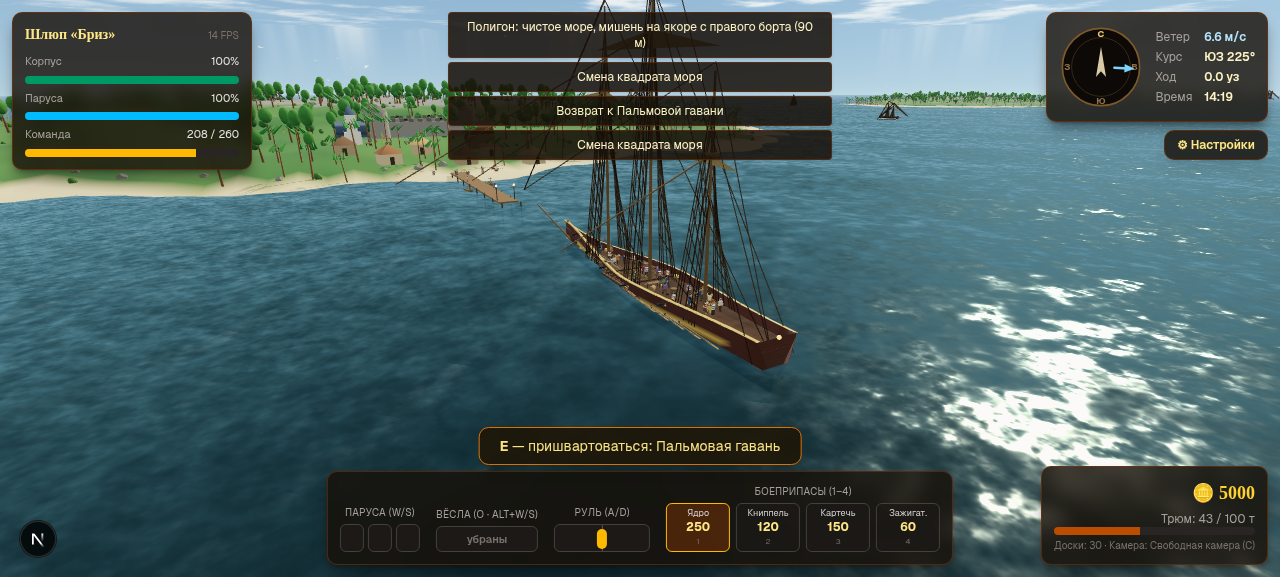 Шлюп «Бриз»
14 FPS
Корпус 100%
Паруса 100%
Команда 208 / 260
Полигон: чистое море, мишень на якоре с правого борта (90
м)
Смена квадрата моря
Возврат к Пальмовой гавани
Смена квадрата моря
С
З
В
Ю
Ветер 6.6 м/с
Курс ЮЗ 225°
Ход 0.0 уз
Время 14:19
⚙ Настройки
E — пришвартоваться: Пальмовая гавань
ПАРУСА (W/S)
ВЁСЛА (O · ALT+W/S)
убраны
РУЛЬ (A/D)
БОЕПРИПАСЫ (1–4)
Ядро
250
1
Книппель
120
2
Картечь
150
3
Зажигат.
60
4
5000
Трюм: 43 / 100 т
Доски: 30 · Камера: Свободная камера (C)
N